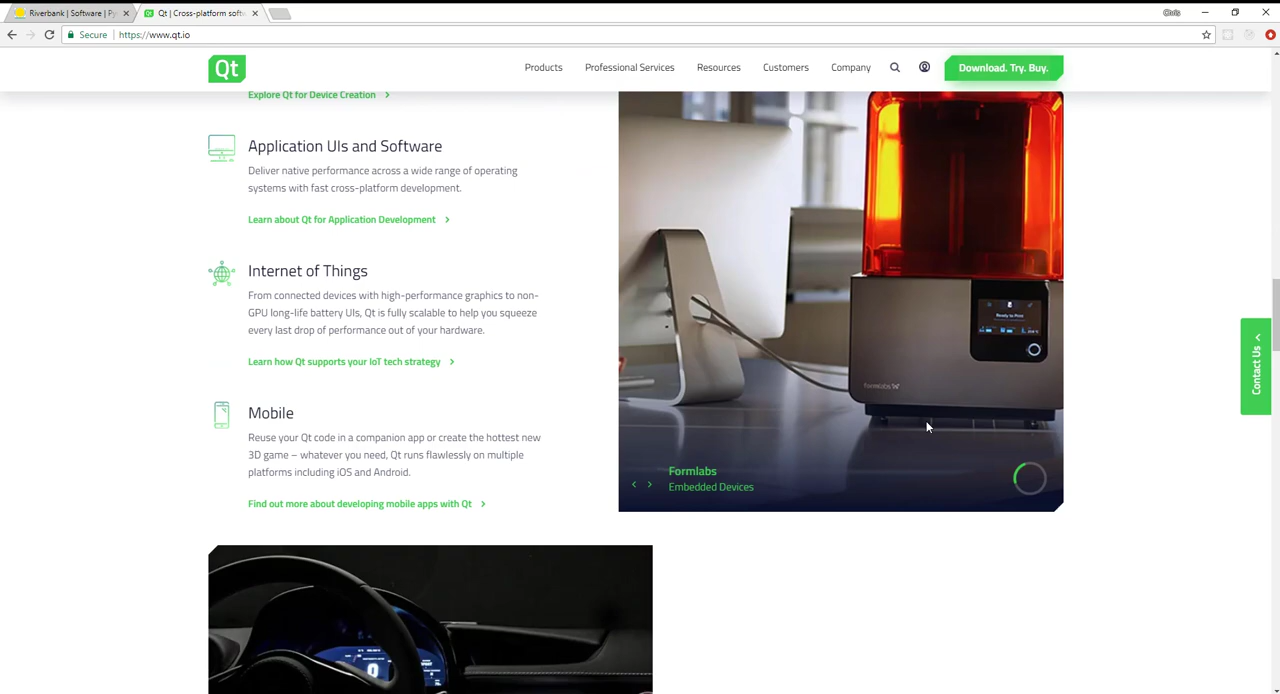 Riverbank | Software | Py
Qt | Cross-platform softw
Chris
Secure
https://www.qt.io
Qt
Products
Professional Services
Resources
Customers
Company
Download. Try. Buy.
Explore Qt for Device Creation
Application UIs and Software
Deliver native performance across a wide range of operating
systems with fast cross-platform development.
Learn about Qt for Application Development
Internet of Things
From connected devices with high-performance graphics to non-
GPU long-life battery UIs, Qt is fully scalable to help you squeeze
every last drop of performance out of your hardware.
Learn how Qt supports your IoT tech strategy
Mobile
Reuse your Qt code in a companion app or create the hottest new
3D game – whatever you need, Qt runs flawlessly on multiple
platforms including iOS and Android.
Find out more about developing mobile apps with Qt
Ready to Print
formlabs
Formlabs
Embedded Devices
Contact Us